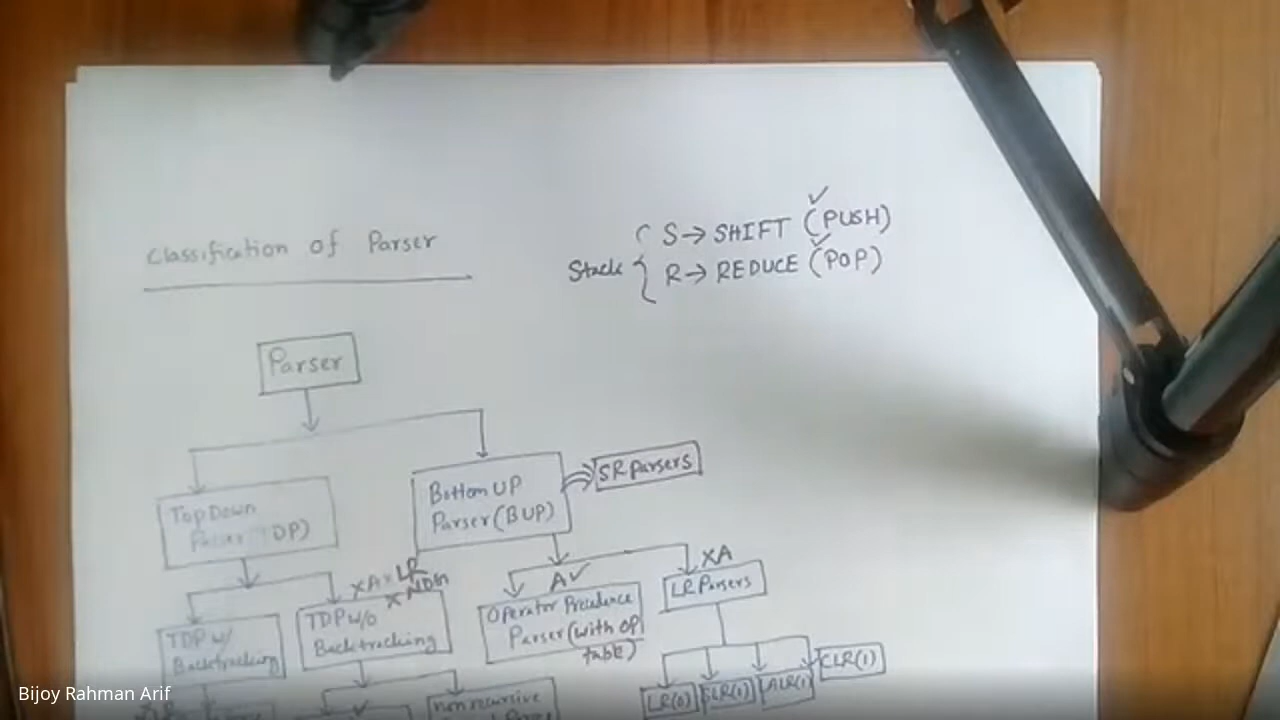 Classification of Parser
Stack { S→ SHIFT (PUSH)
R→ REDUCE (POP)
Parser
SR Parsers
Bottom UP
Parser (BUP)
Top Down
Parser (TDP)
XA
XA x LR
x NDm
A✓
LR Parsers
Operator Precedence
Parser (with OP
table)
TDP w/o
Backtracking
TDP w/
Backtracking
CLR(1)
LR(0)
SLR(1)
LALR(1)
non recursive
Bijoy Rahman Arif